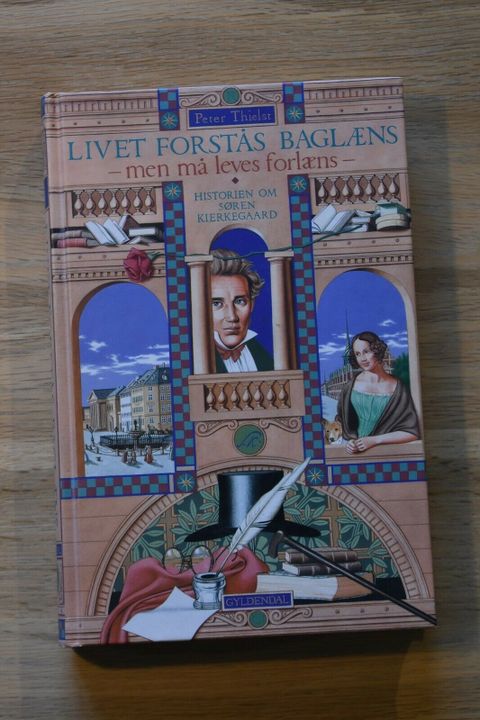 Peter Thielst
LIVET FORSTÅS BAGLÆNS
– men må leves forlæns –
HISTORIEN OM
SØREN
KIERKEGAARD
GYLDENDAL